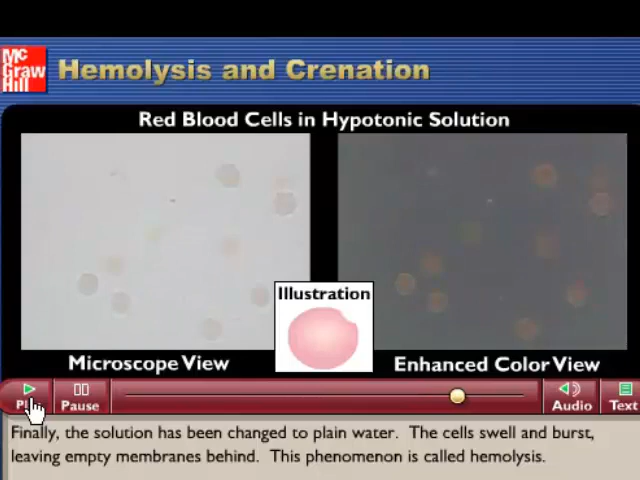 Mc
Graw
Hill
Hemolysis and Crenation
Red Blood Cells in Hypotonic Solution
Illustration
Microscope View
Enhanced Color View
Pause
Audio
Text
Finally, the solution has been changed to plain water. The cells swell and burst,
leaving empty membranes behind. This phenomenon is called hemolysis.